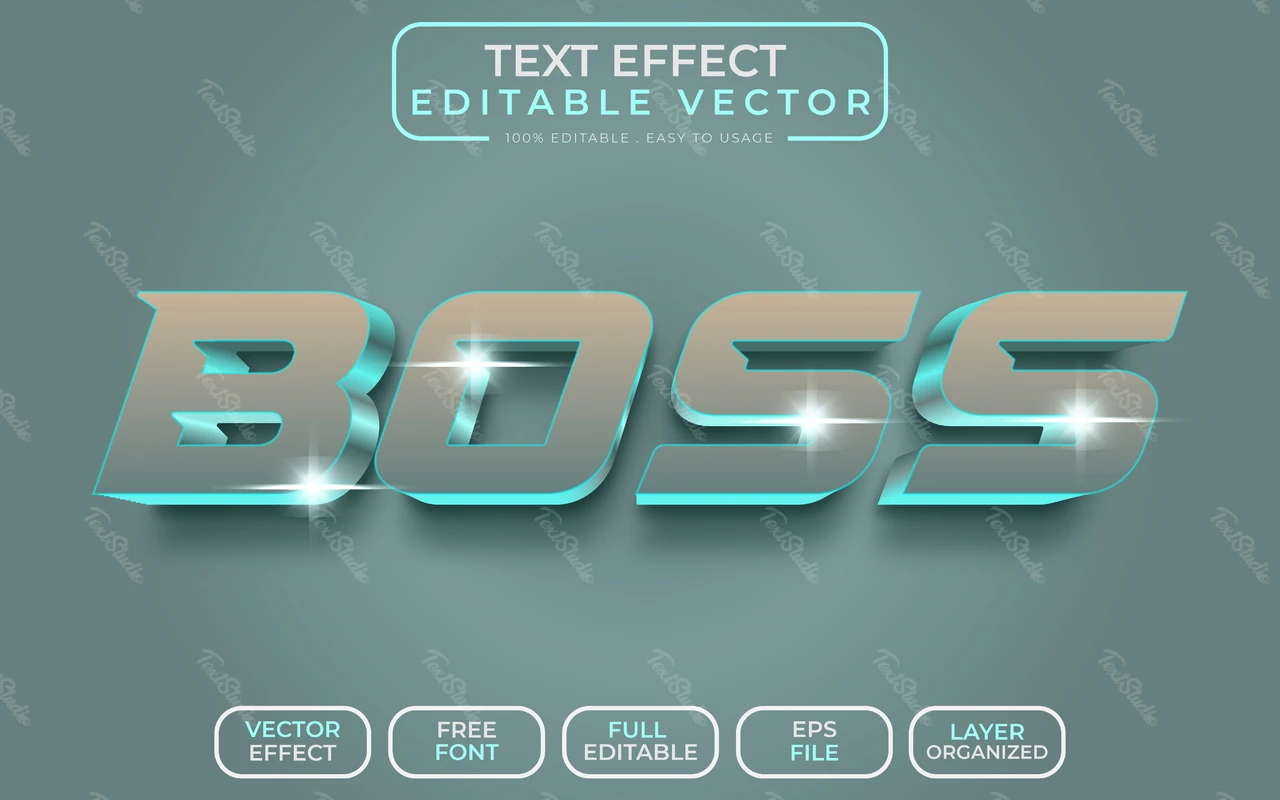 TEXT EFFECT
EDITABLE VECTOR
100% EDITABLE . EASY TO USAGE
BOSS
VECTOR
EFFECT
FREE
FONT
FULL
EDITABLE
EPS
FILE
LAYER
ORGANIZED
TextStudio